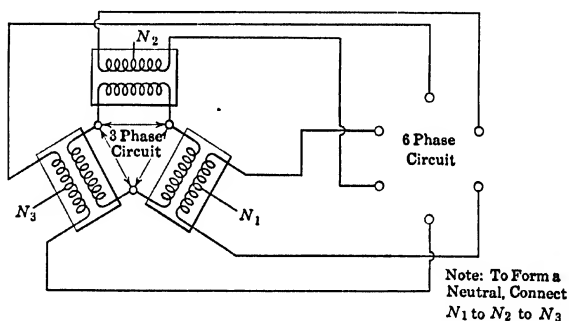 N2
3 Phase
Circuit
6 Phase
Circuit
N3
N1
Note: To Form a
Neutral, Connect
N1 to N2 to N3